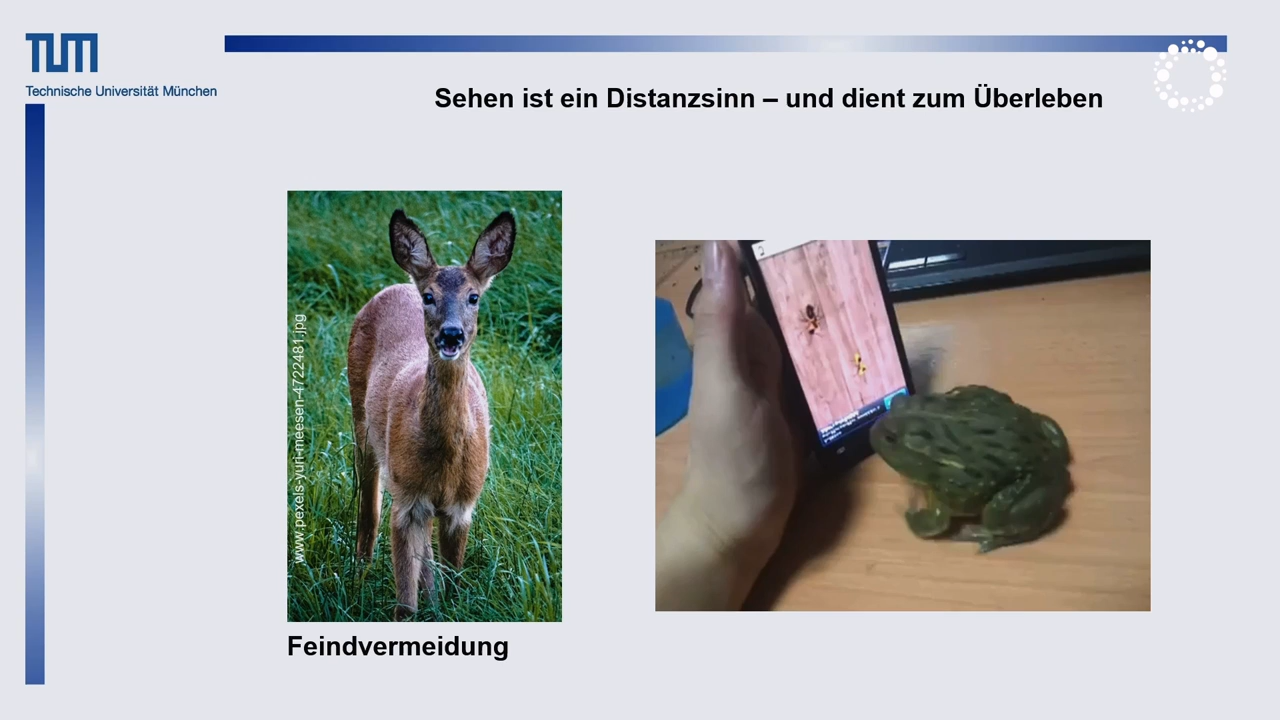 TUM
Technische Universität München
Sehen ist ein Distanzsinn – und dient zum Überleben
www.pexels-yuri-meesen-4722481.jpg
Feindvermeidung